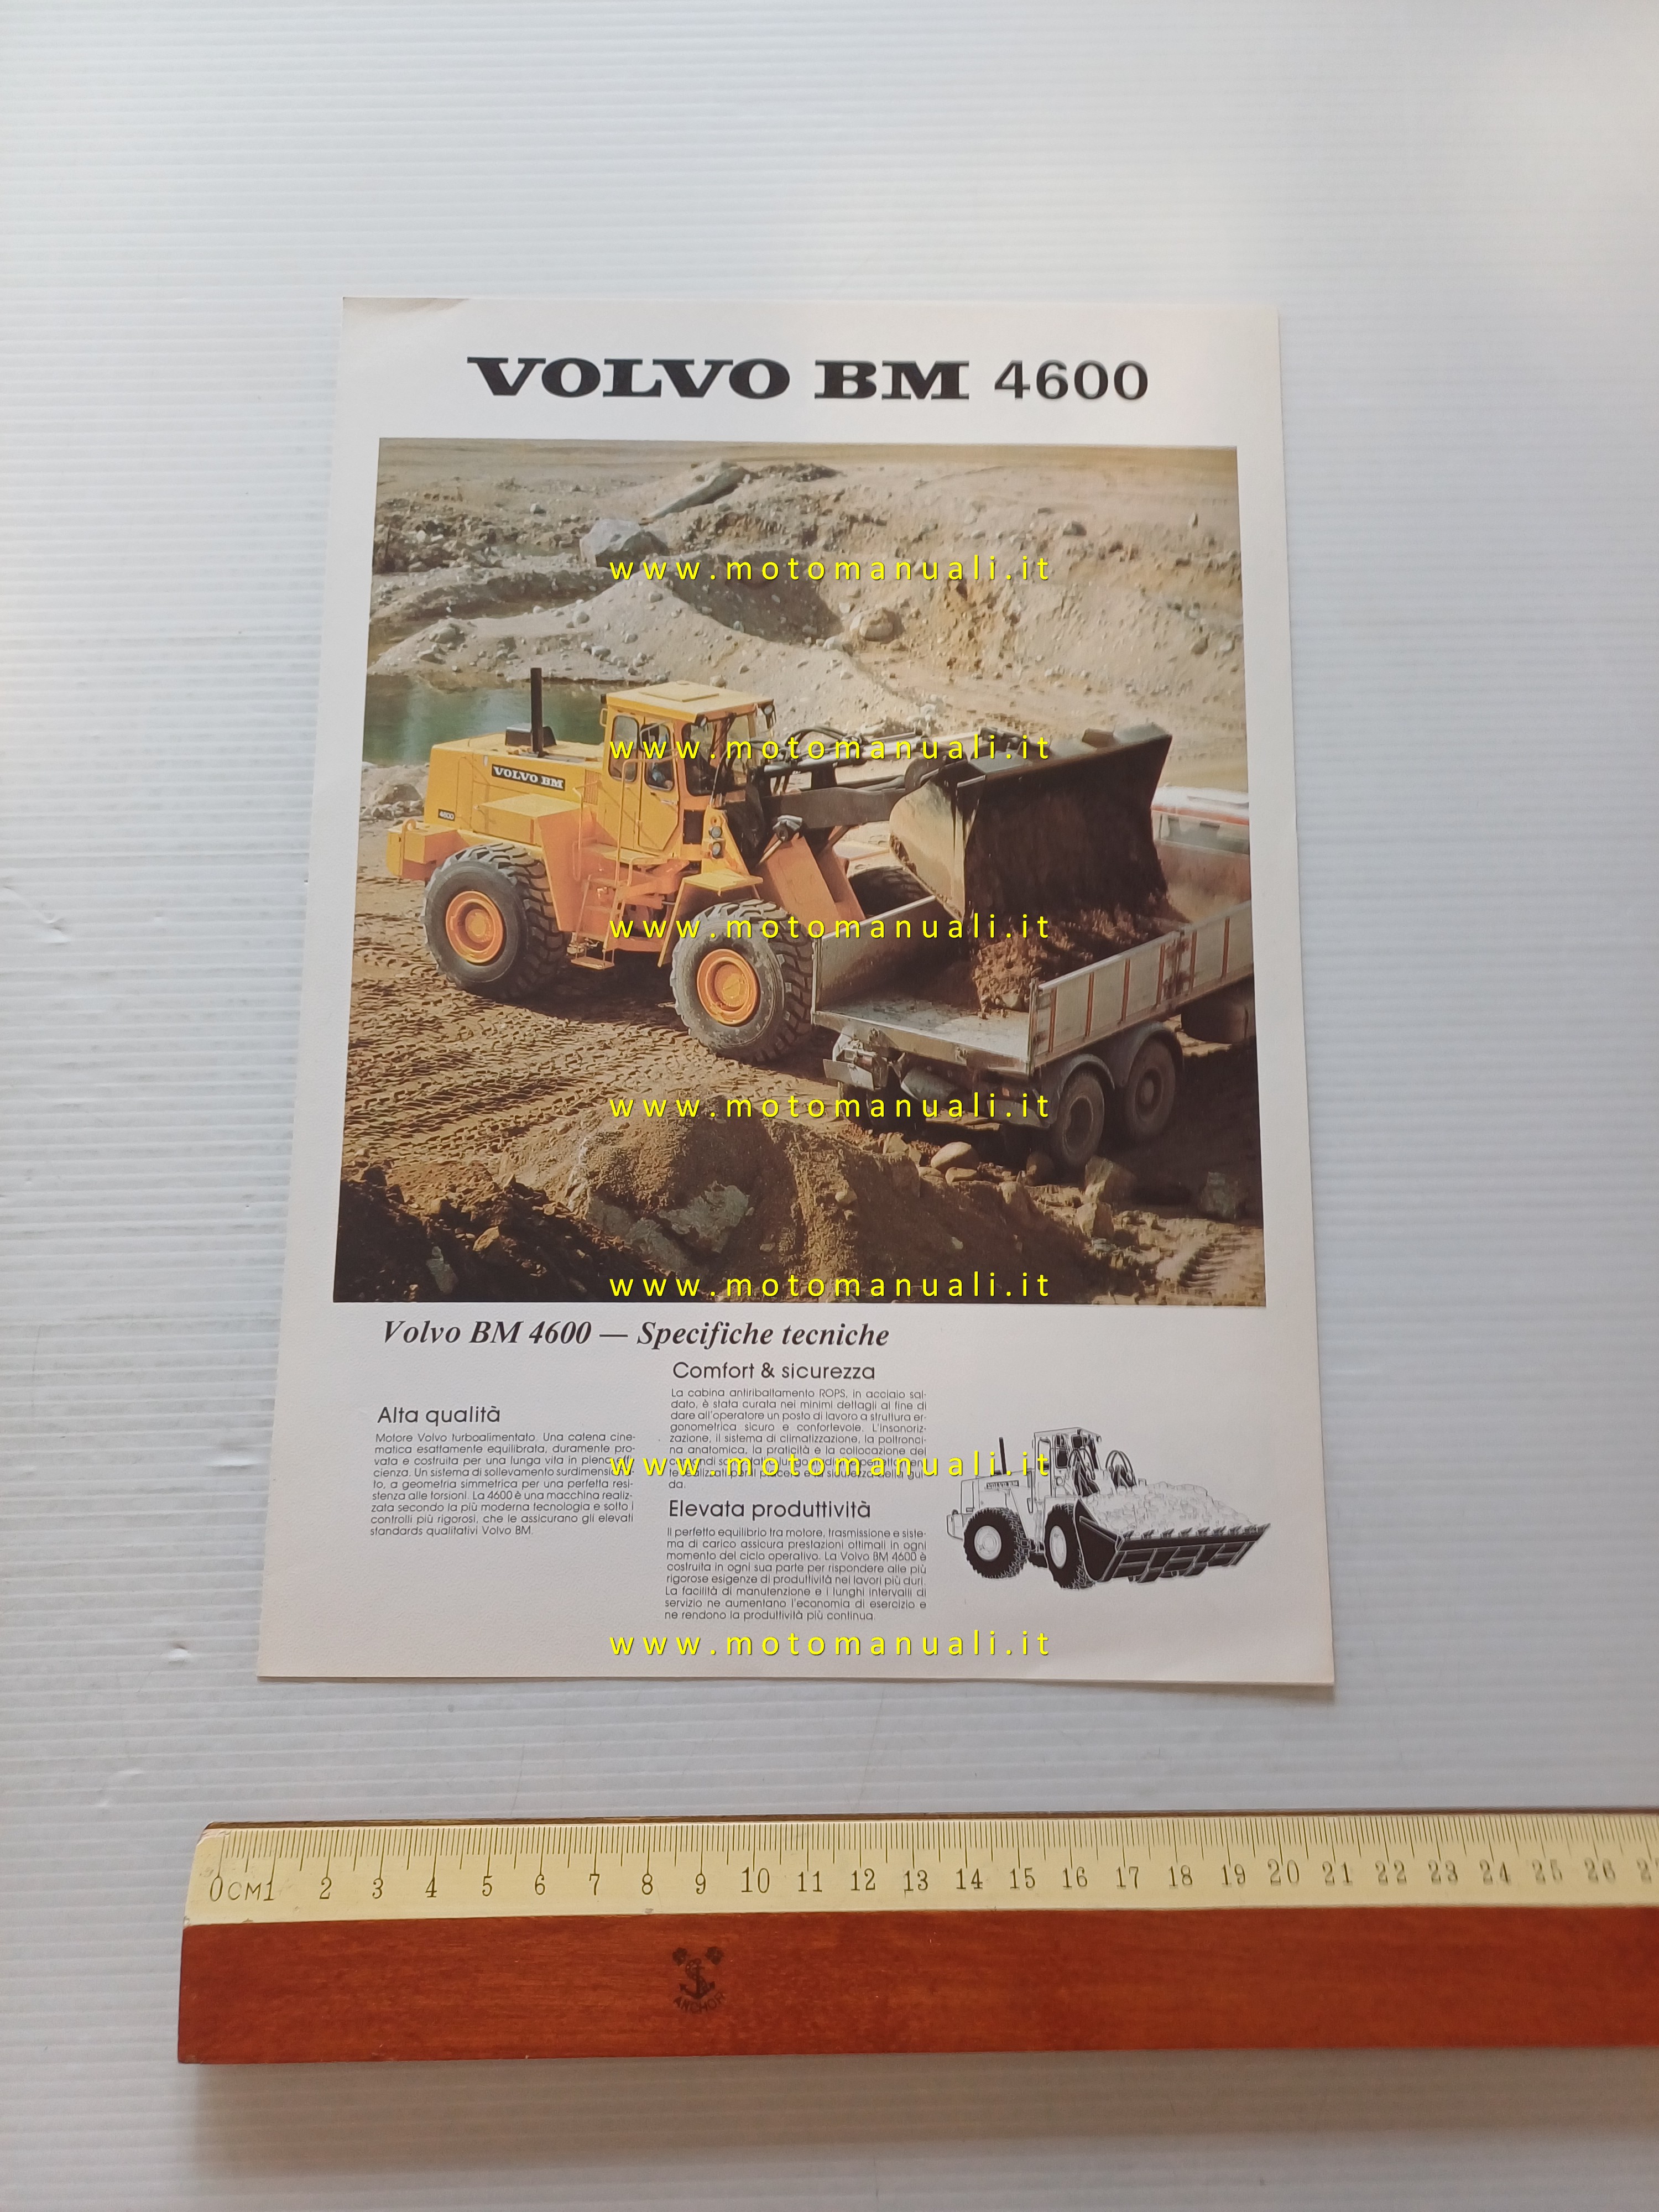 VOLVO BM 4600
www.motomanuali.it
www.motomanuali.it
VOLVO BM
4600
www.motomanuali.it
www.motomanuali.it
www.motomanuali.it
Volvo BM 4600 — Specifiche tecniche
Alta qualità
Motore Volvo turboalimentato. Una catena cine-
matica esattamente equilibrata, duramente pro-
vata e costruita per una lunga vita in piena effi-
cienza. Un sistema di sollevamento surdimensiona-
to, a geometria simmetrica per una perfetta resi-
stenza alle torsioni. La 4600 è una macchina realiz-
zata secondo la più moderna tecnologia e sotto i
controlli più rigorosi, che le assicurano gli elevati
standards qualitativi Volvo BM.
Comfort & sicurezza
La cabina antiribaltamento ROPS, in acciaio sal-
dato, è stata curata nei minimi dettagli al fine di
dare all'operatore un posto di lavoro a struttura er-
gonometrica sicuro e confortevole. L'insonoriz-
zazione, il sistema di climatizzazione, la poltronci-
na anatomica, la praticità e la collocazione dei
www.motomanuali.it
da.
Elevata produttività
Il perfetto equilibrio tra motore, trasmissione e siste-
ma di carico assicura prestazioni ottimali in ogni
momento del ciclo operativo. La Volvo BM 4600 è
costruita in ogni sua parte per rispondere alle più
rigorose esigenze di produttività nei lavori più duri.
La facilità di manutenzione e i lunghi intervalli di
servizio ne aumentano l'economia di esercizio e
ne rendono la produttività più continua.
VOLVO BM
www.motomanuali.it
0CM1 2 3 4 5 6 7 8 9 10 11 12 13 14 15 16 17 18 19 20 21 22 23 24 25 26
ANCHOR